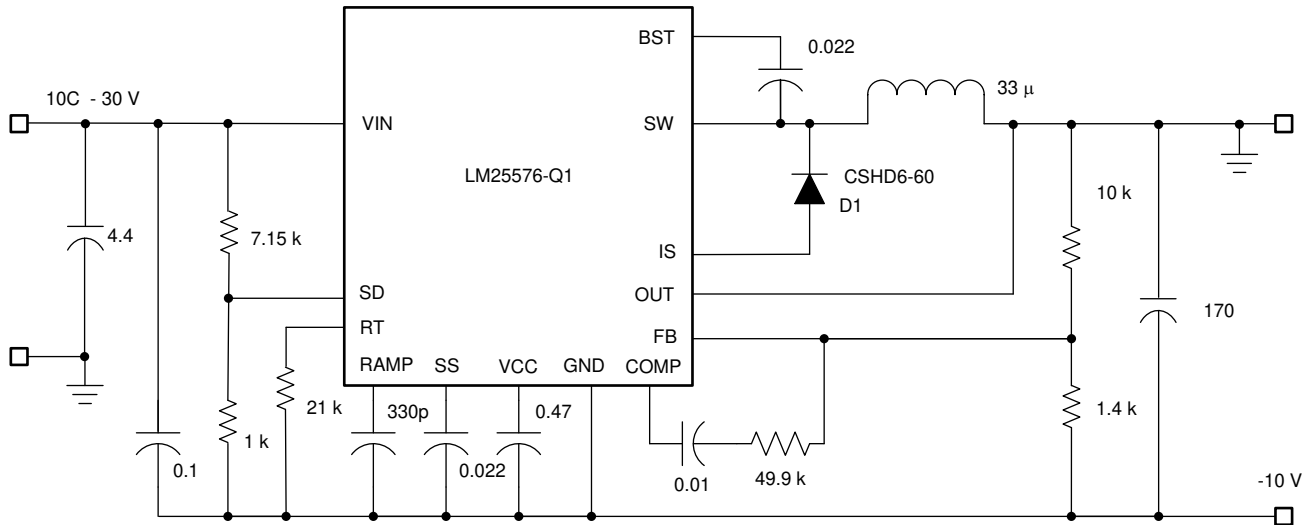 BST
0.022
10C - 30 V
33 μ
VIN
SW
LM25576-Q1
CSHD6-60
D1
10 k
4.4
7.15 k
IS
SD
OUT
RT
170
FB
RAMP
SS
VCC
GND
COMP
21 k
330p
0.47
1.4 k
1 k
0.1
0.022
0.01
49.9 k
-10 V